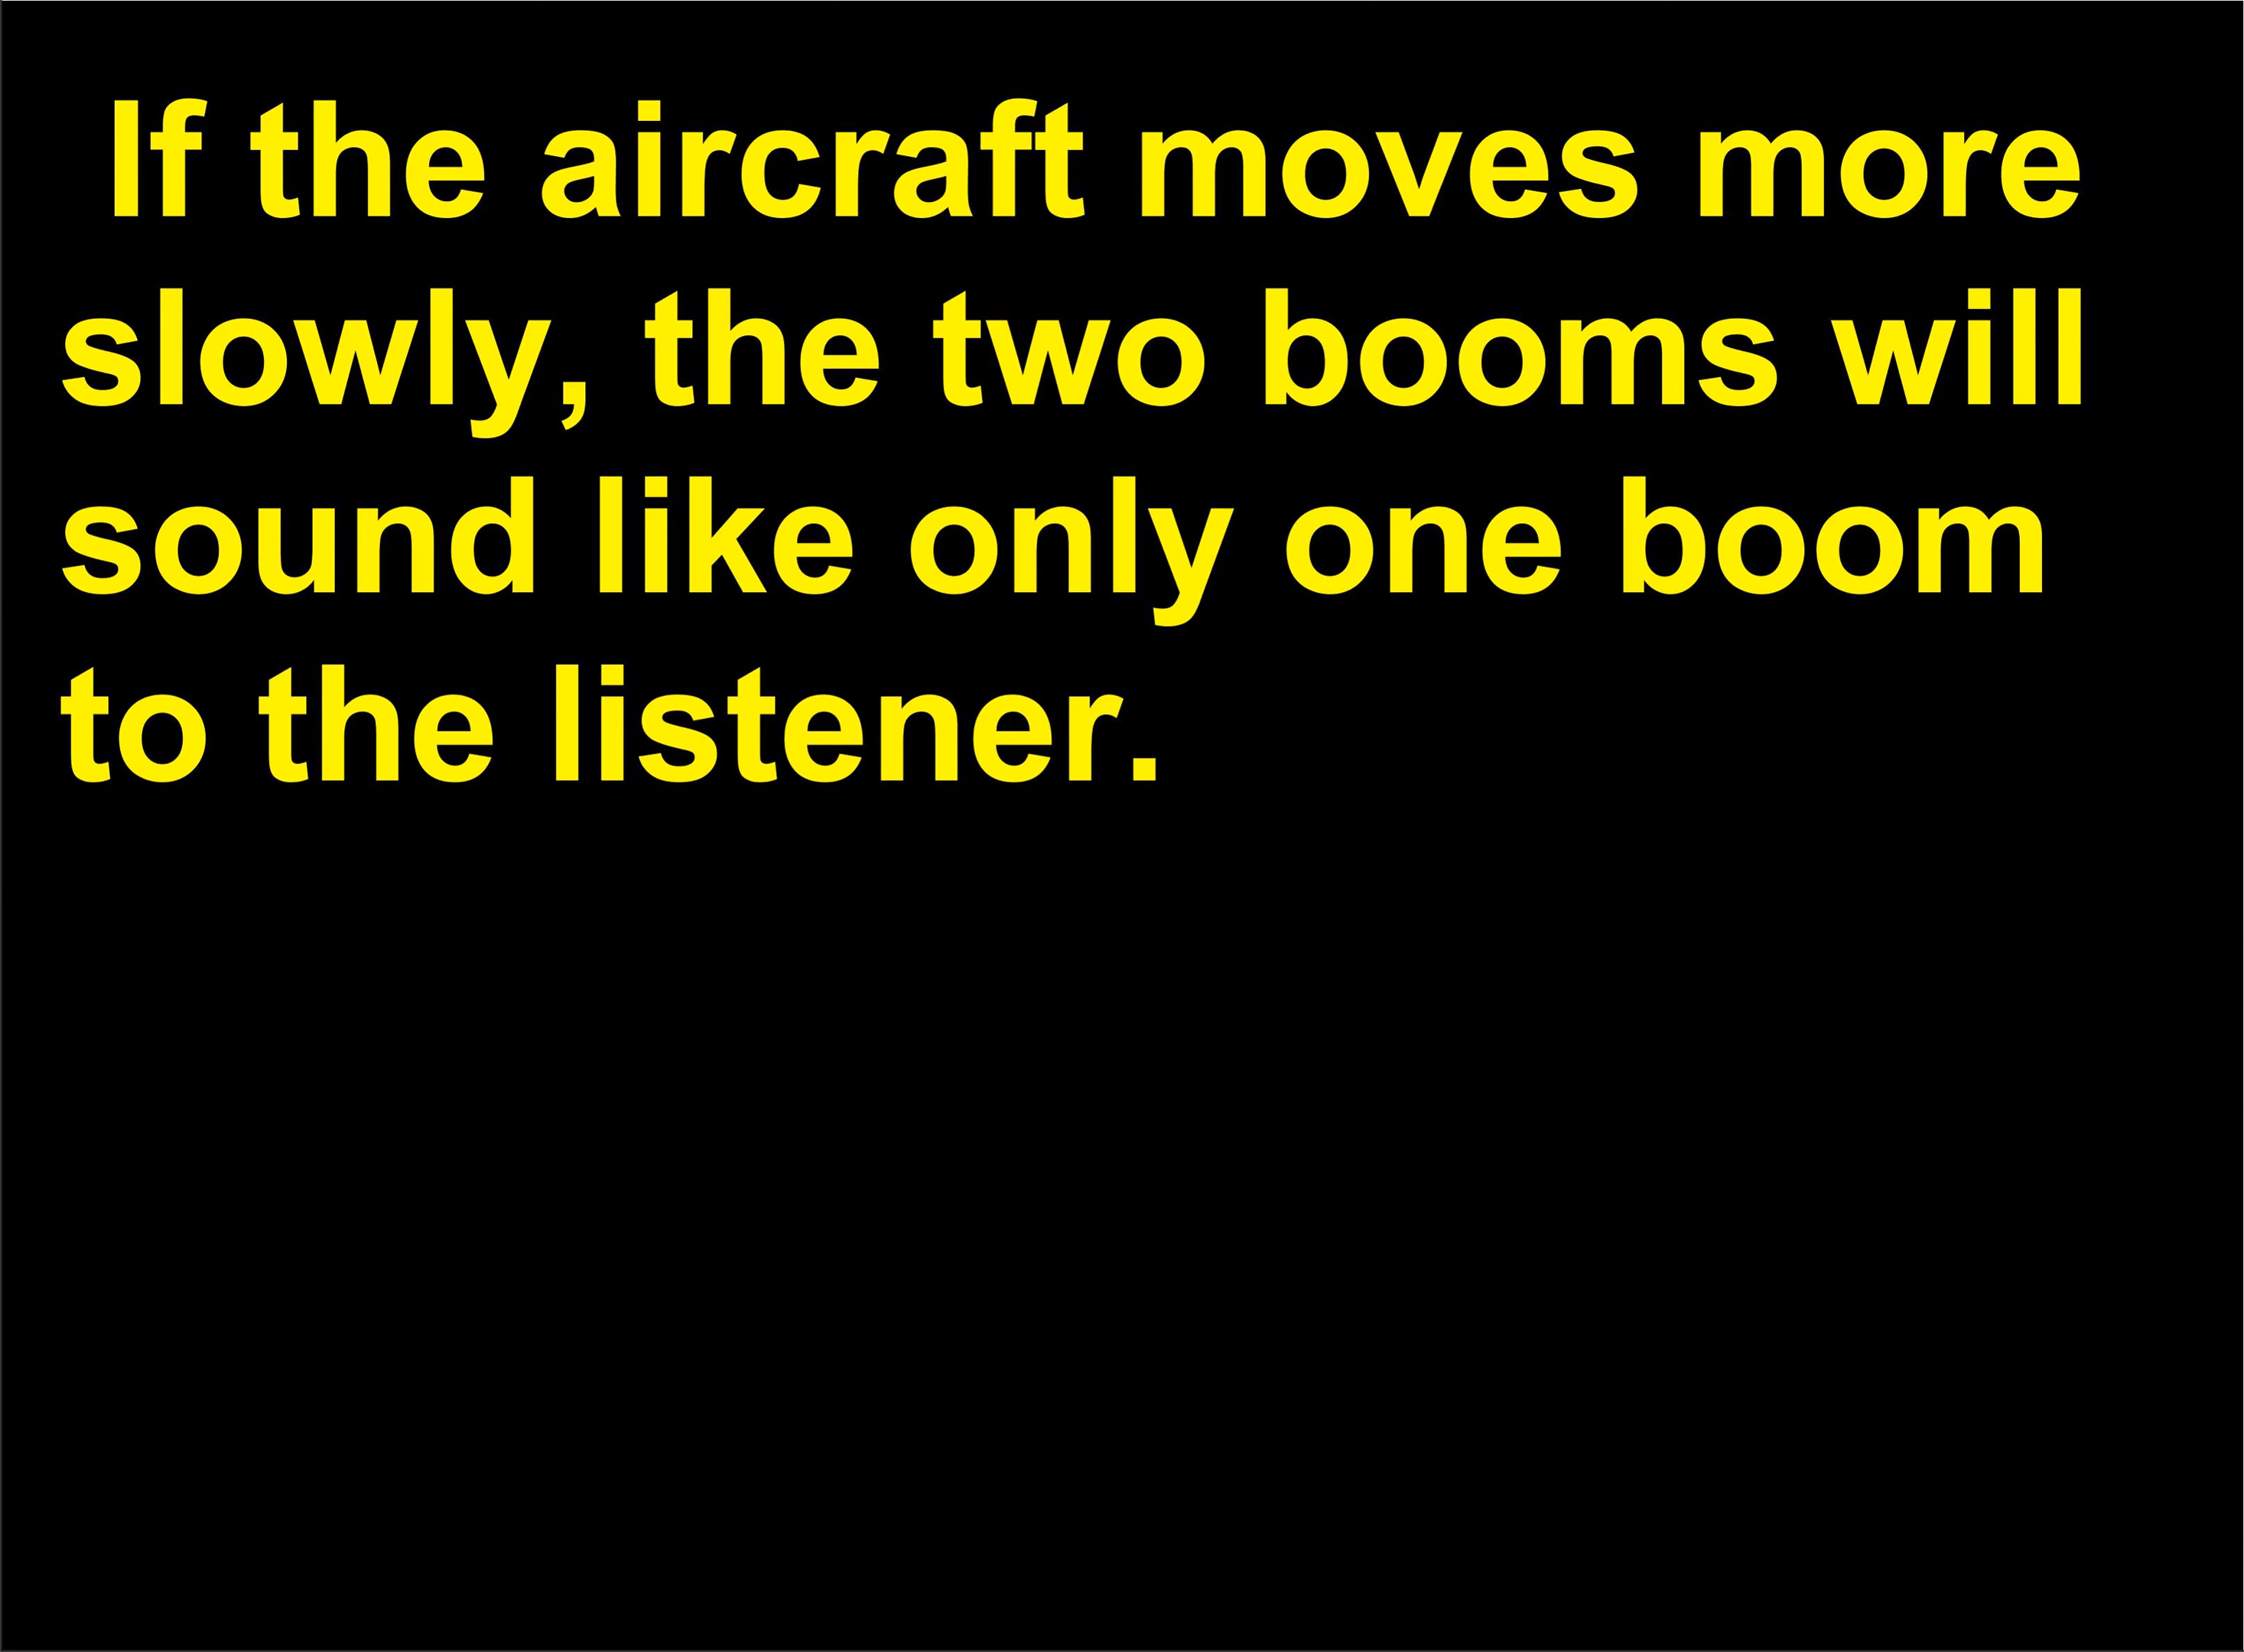 If the aircraft moves more
slowly, the two booms will
sound like only one boom
to the listener.